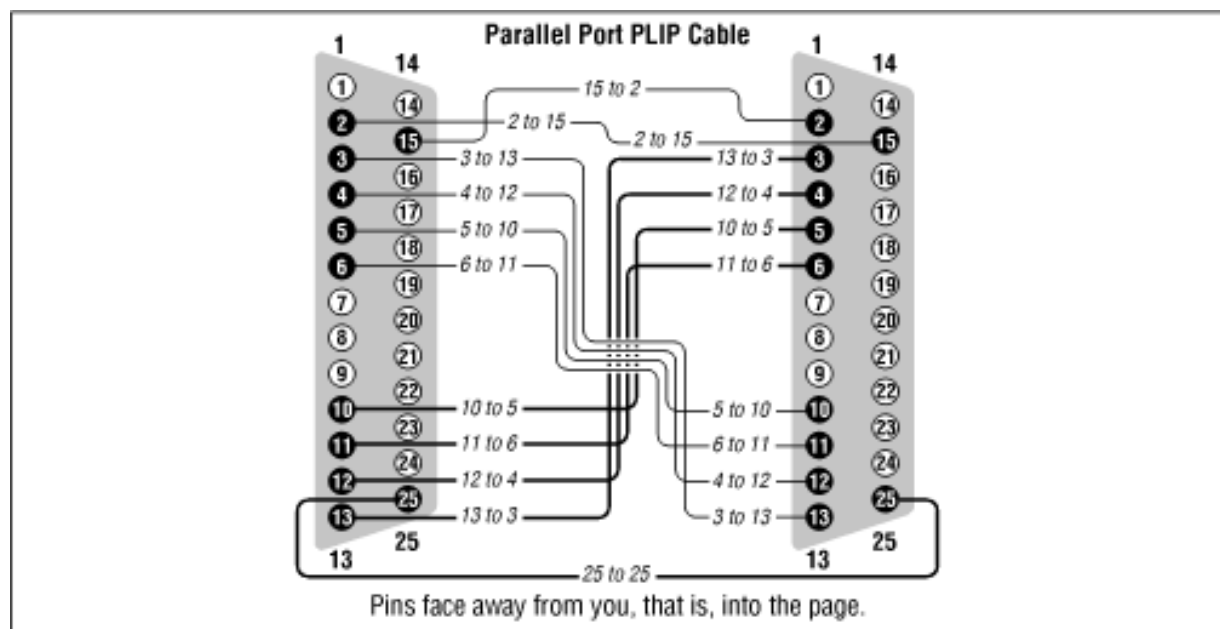 Parallel Port PLIP Cable
1
14
1
14
1
14
2
15
3
16
4
17
5
18
6
19
7
20
8
21
9
22
10
23
11
24
12
25
13
13
25
15 to 2
2 to 15
2 to 15
3 to 13
13 to 3
4 to 12
12 to 4
5 to 10
10 to 5
6 to 11
11 to 6
10 to 5
5 to 10
11 to 6
6 to 11
12 to 4
4 to 12
13 to 3
3 to 13
25 to 25
1
14
2
15
3
16
4
17
5
18
6
19
7
20
8
21
9
22
10
23
11
24
12
25
13
13
25
Pins face away from you, that is, into the page.